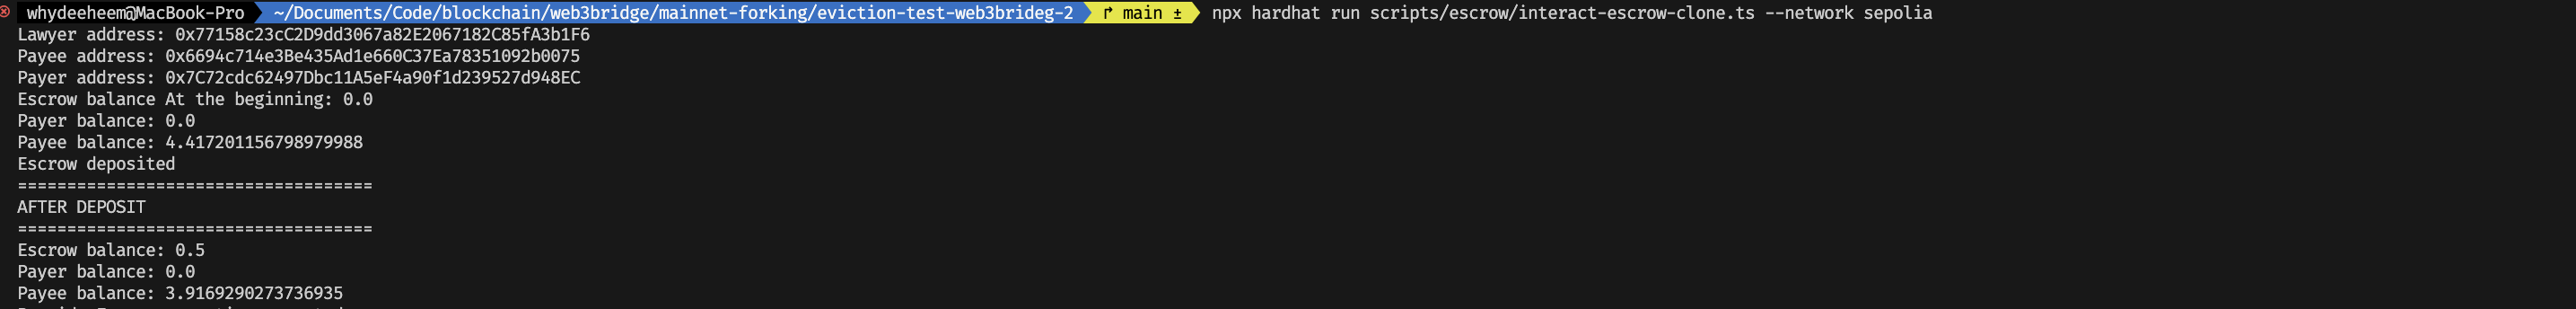 whydeeheem@MacBook-Pro ~/Documents/Code/blockchain/web3bridge/mainnet-forking/eviction-test-web3brideg-2 main ± npx hardhat run scripts/escrow/interact-escrow-clone.ts --network sepolia
Lawyer address: 0x77158c23cC2D9dd3067a82E2067182C85fA3b1F6
Payee address: 0x6694c714e3Be435Ad1e660C37Ea78351092b0075
Payer address: 0x7C72cdc62497Dbc11A5eF4a90f1d239527d948EC
Escrow balance At the beginning: 0.0
Payer balance: 0.0
Payee balance: 4.417201156798979988
Escrow deposited
====================================
AFTER DEPOSIT
====================================
Escrow balance: 0.5
Payer balance: 0.0
Payee balance: 3.9169290273736935